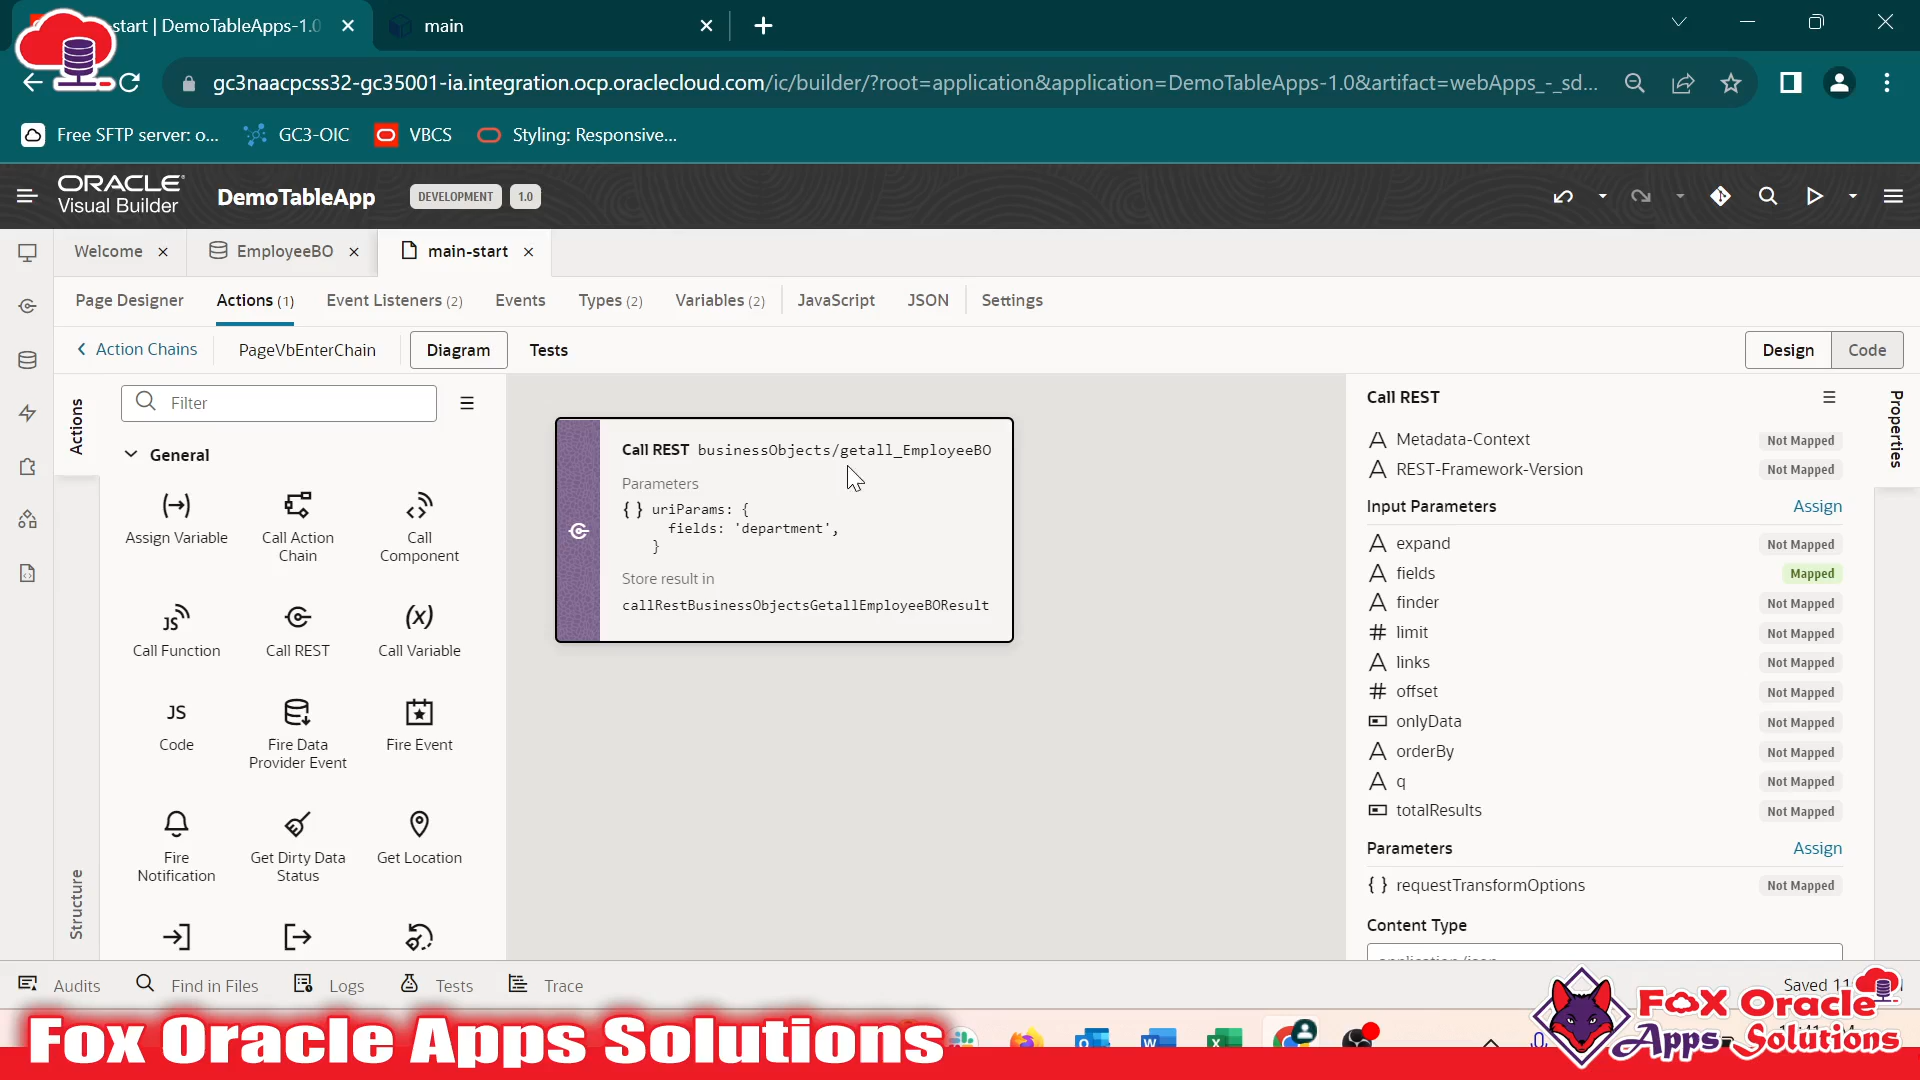 start | DemoTableApps-1.0
main
gc3naacpcss32-gc35001-ia.integration.ocp.oraclecloud.com/ic/builder/?root=application&application=DemoTableApps-1.0&artifact=webApps_-_sd...
Free SFTP server: o...
GC3-OIC
VBCS
Styling: Responsive...
ORACLE
Visual Builder
DemoTableApp
DEVELOPMENT
1.0
Welcome
EmployeeBO
main-start
Page Designer
Actions (1)
Event Listeners (2)
Events
Types (2)
Variables (2)
JavaScript
JSON
Settings
Action Chains
PageVbEnterChain
Diagram
Tests
Design
Code
Actions
Structure
Filter
General
Assign Variable
Call Action
Chain
Call
Component
Call Function
Call REST
Call Variable
JS
Code
Fire Data
Provider Event
Fire Event
Fire
Notification
Get Dirty Data
Status
Get Location
Call REST businessObjects/getall_EmployeeBO
Parameters
{ } uriParams: {
fields: 'department',
}
Store result in
callRestBusinessObjectsGetallEmployeeBOResult
Call REST
Properties
Metadata-Context Not Mapped
REST-Framework-Version Not Mapped
Input Parameters Assign
expand Not Mapped
fields Mapped
finder Not Mapped
limit Not Mapped
links Not Mapped
offset Not Mapped
onlyData Not Mapped
orderBy Not Mapped
q Not Mapped
totalResults Not Mapped
Parameters Assign
{ } requestTransformOptions Not Mapped
Content Type
Audits
Find in Files
Logs
Tests
Trace
Saved
Fox Oracle Apps Solutions
Fox Oracle
Apps Solutions